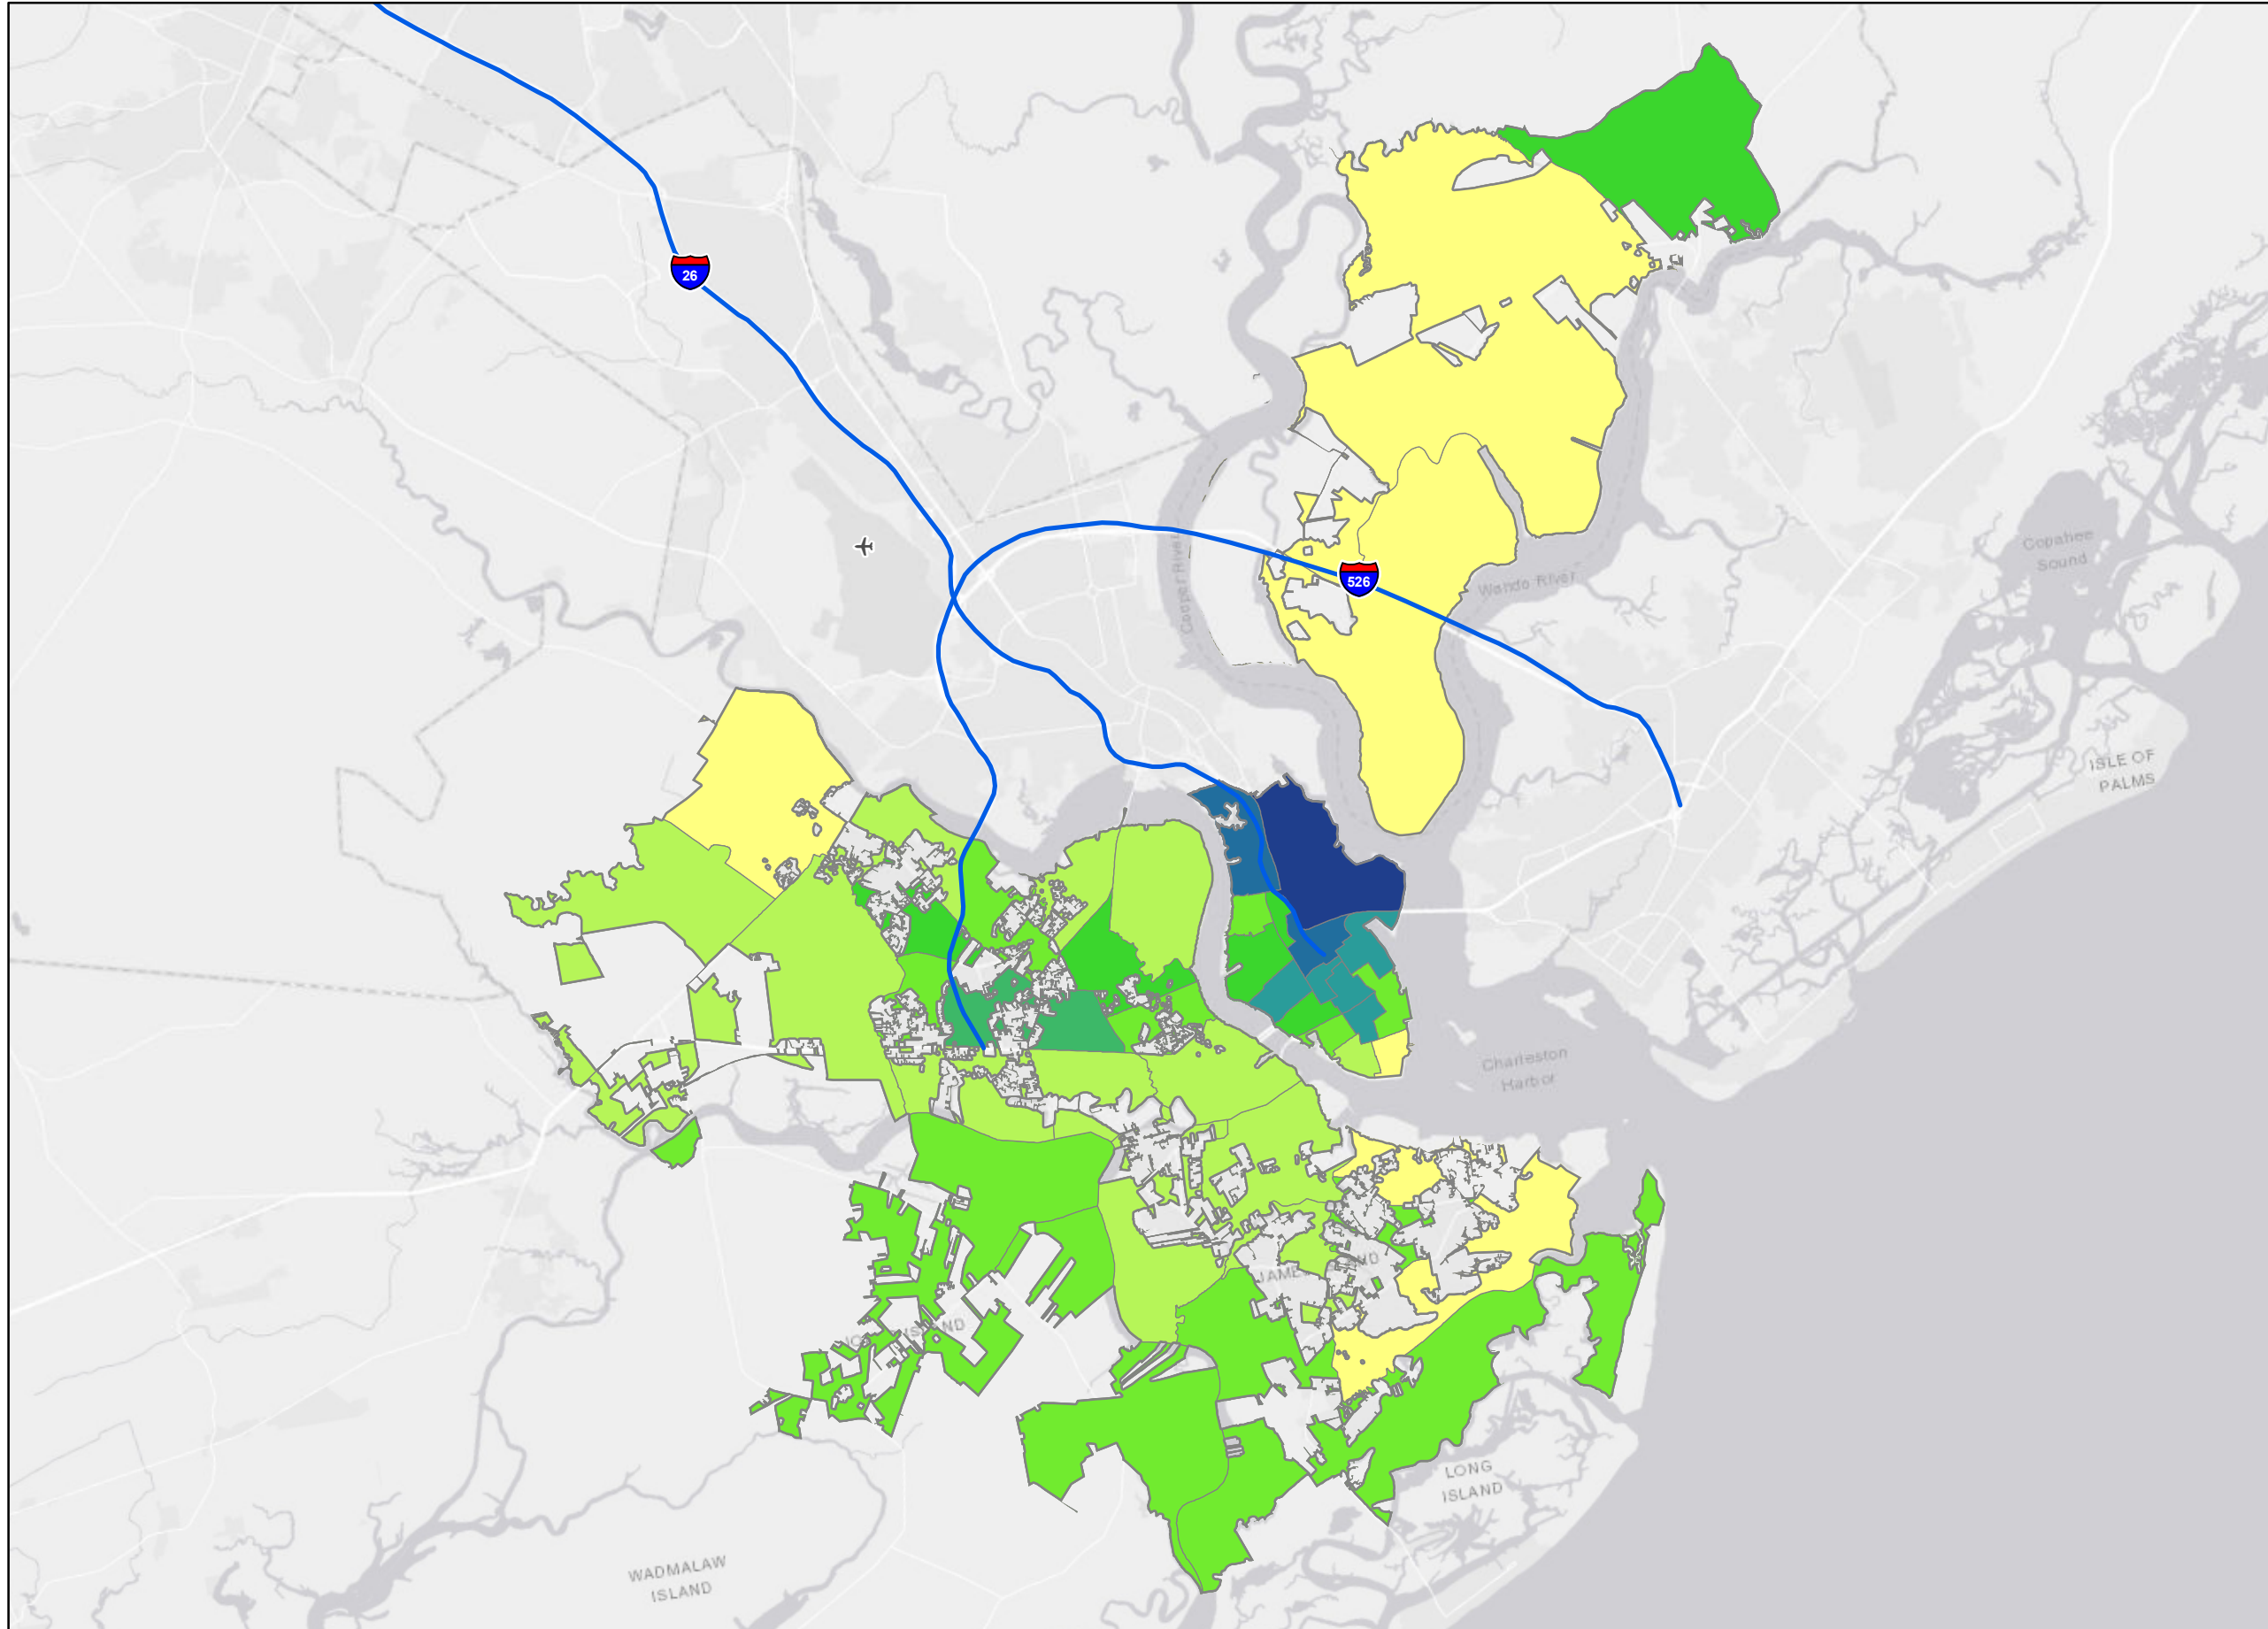 26
Copahee
Sound
526
Wando River
Cooper River
ISLE OF
PALMS
Charleston
Harbor
LONG
ISLAND
WADMALAW
ISLAND